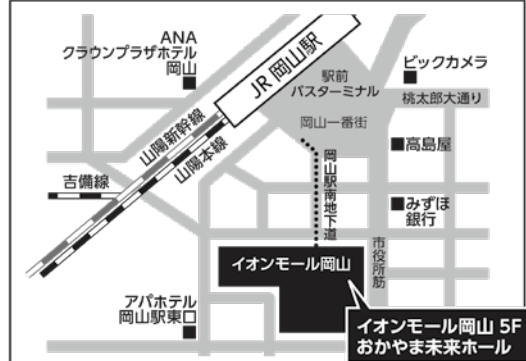 ANA
クラウンプラザホテル
岡山
JR 岡山駅
駅前
バスターミナル
ビックカメラ
桃太郎大通り
岡山一番街
山陽新幹線
山陽本線
高島屋
岡山駅南地下道
吉備線
みずほ
銀行
市役所筋
イオンモール岡山
アパホテル
岡山駅東口
イオンモール岡山 5F
おかやま未来ホール